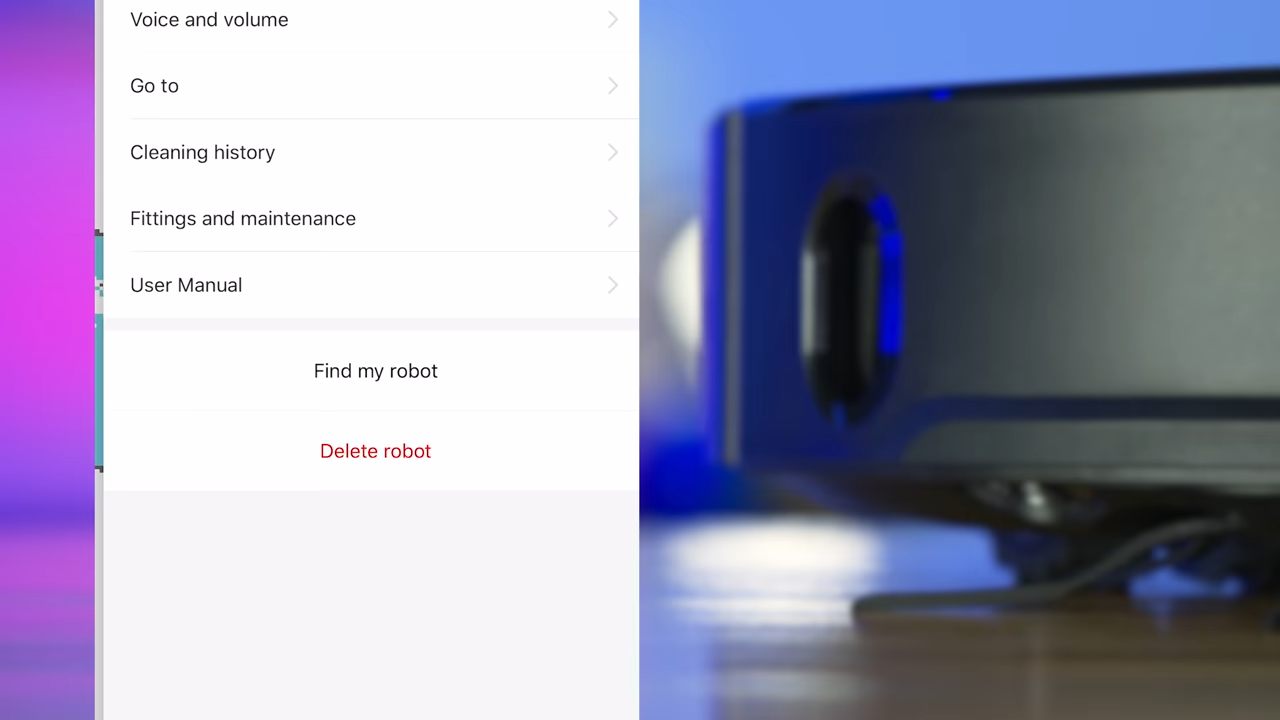 Voice and volume
Go to
Cleaning history
Fittings and maintenance
User Manual
Find my robot
Delete robot